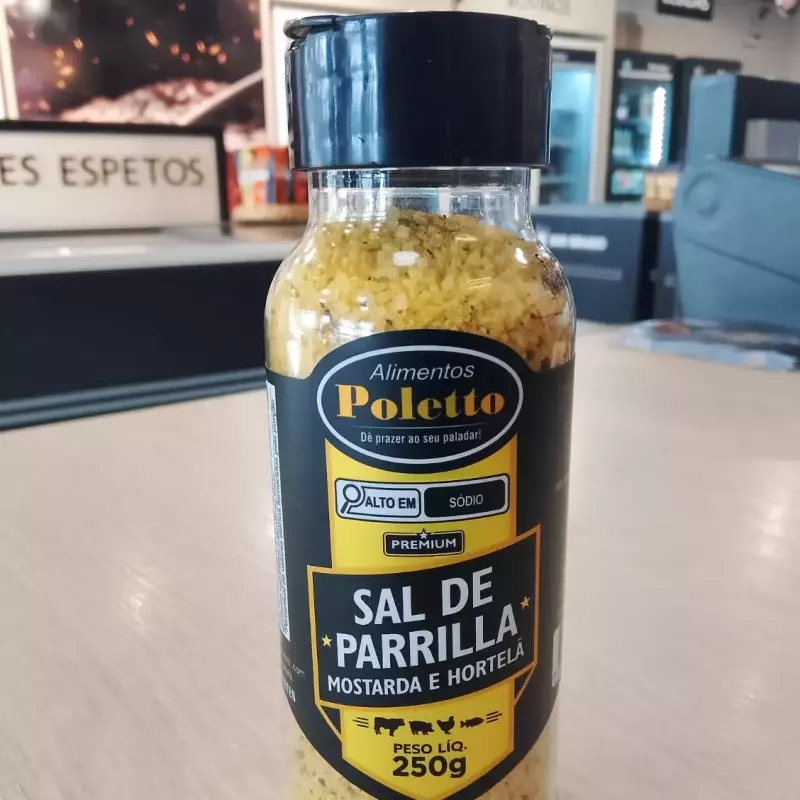 ES ESPETOS
Alimentos
Poletto
Dê prazer ao seu paladar!
ALTO EM SÓDIO
PREMIUM
SAL DE
PARRILLA
MOSTARDA E HORTELÃ
PESO LÍQ.
250g